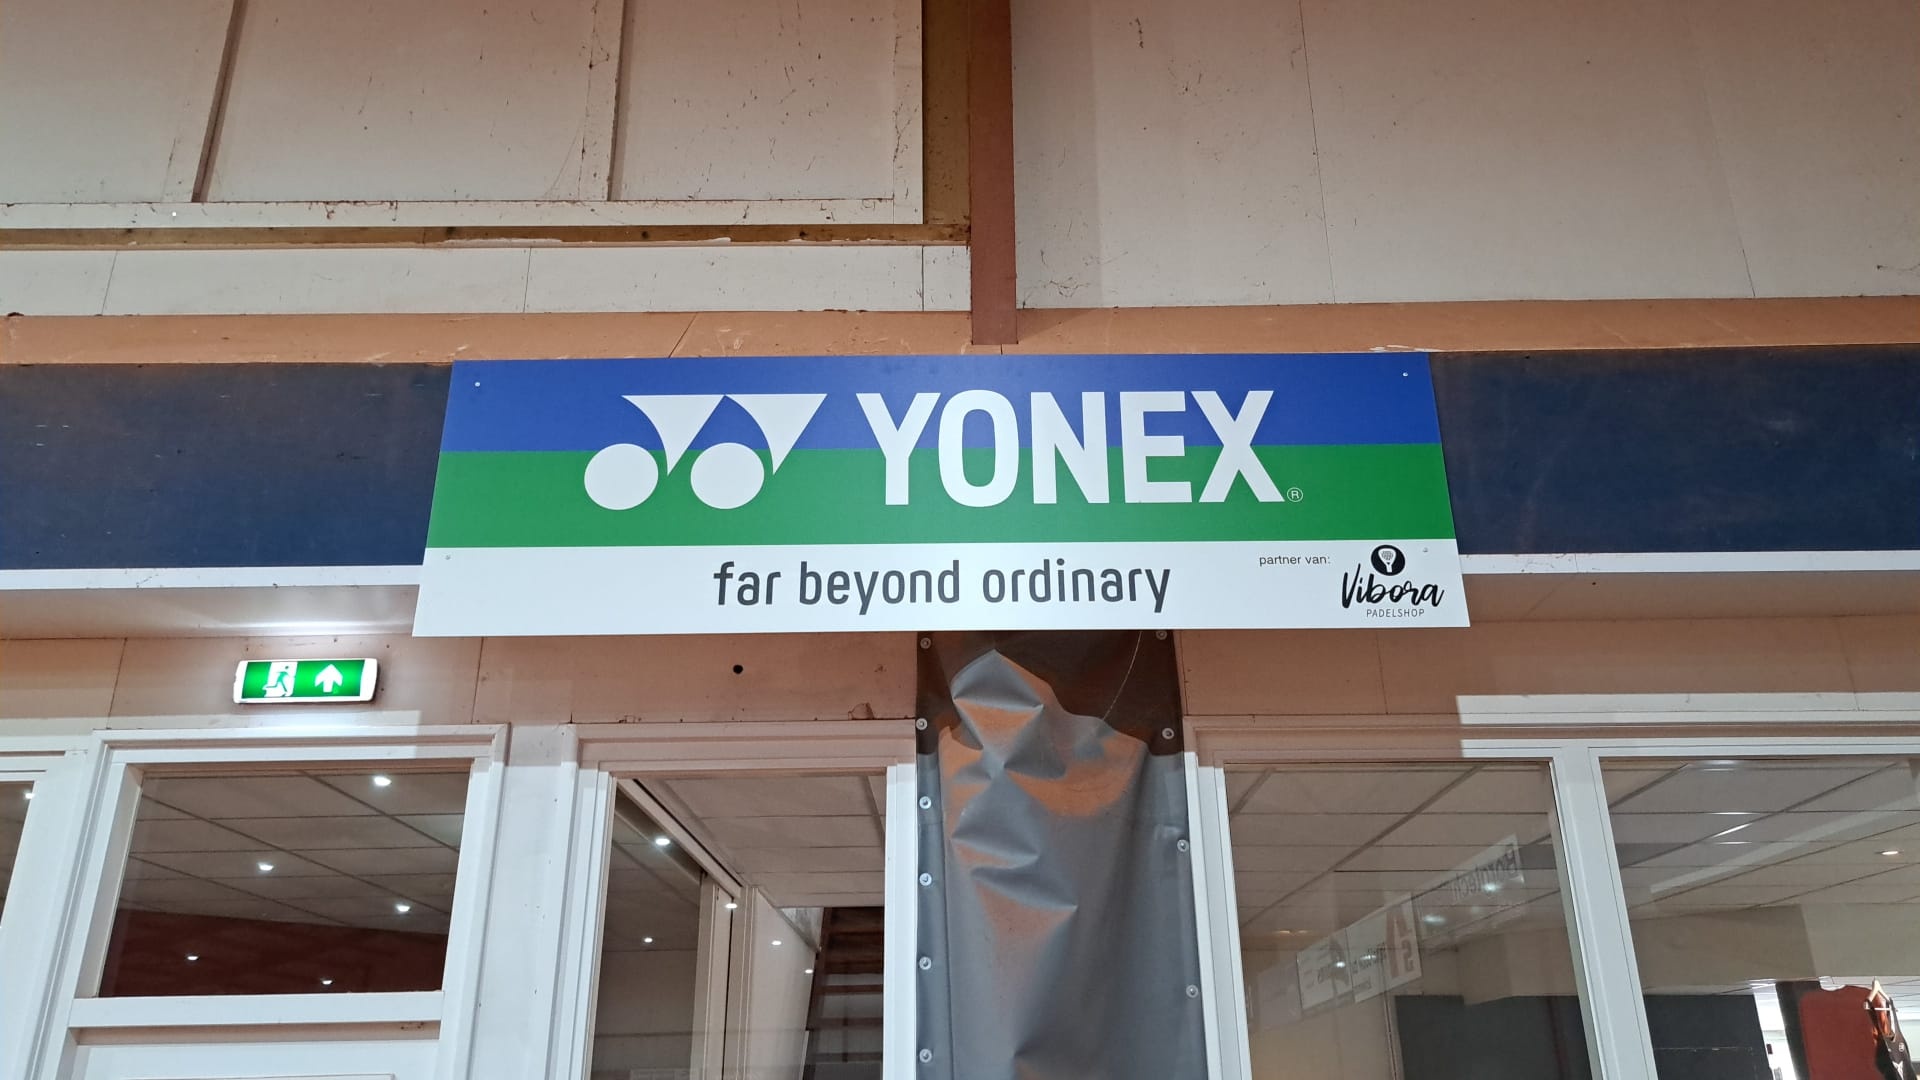 YONEX®
far beyond ordinary
partner van:
Vibora
PADELSHOP